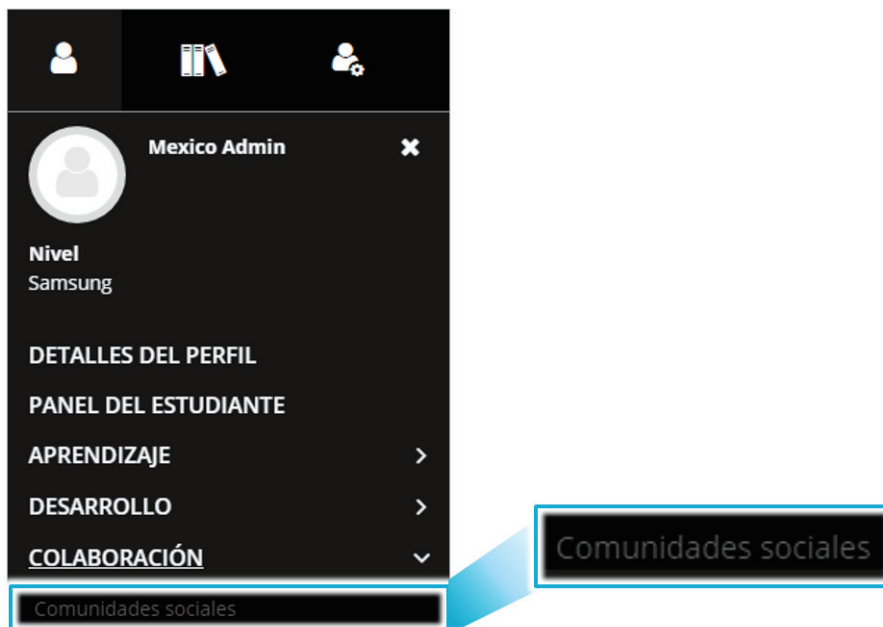 Mexico Admin
Nivel
Samsung
DETALLES DEL PERFIL
PANEL DEL ESTUDIANTE
APRENDIZAJE
DESARROLLO
COLABORACIÓN
Comunidades sociales
Comunidades sociales